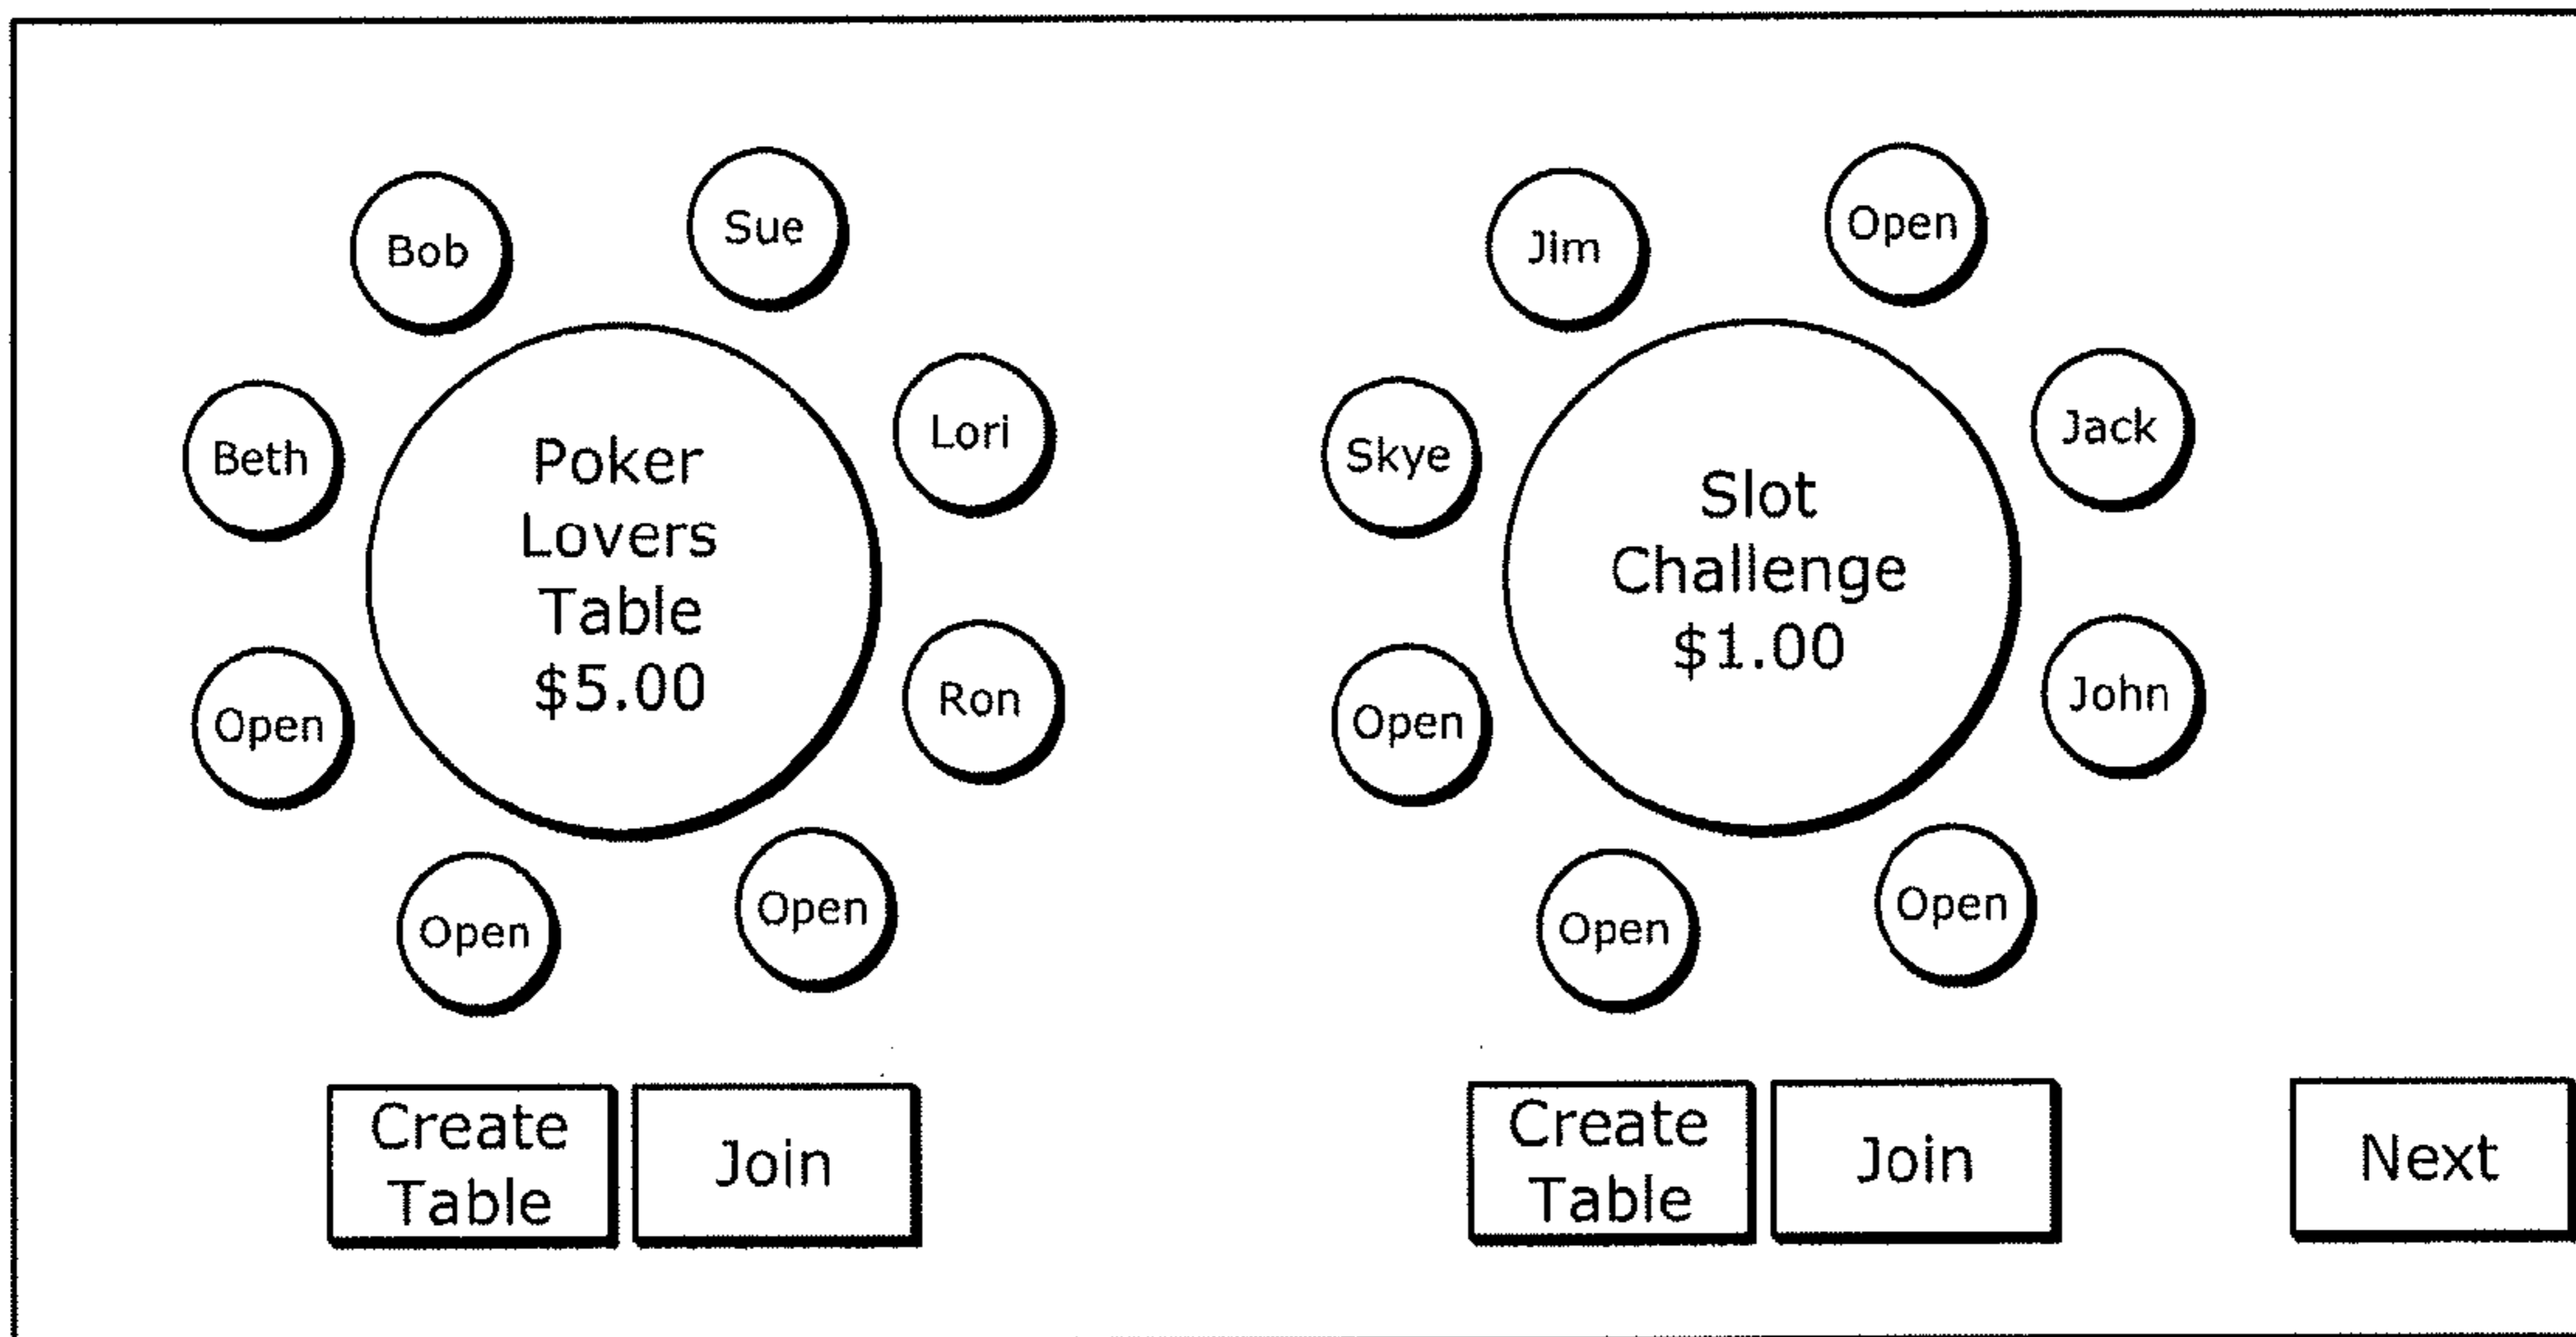 Bob
Sue
Beth
Lori
Poker
Lovers
Table
$5.00
Open
Ron
Open
Open
Create
Table
Join
Jim
Open
Skye
Jack
Slot
Challenge
$1.00
Open
John
Open
Open
Create
Table
Join
Next